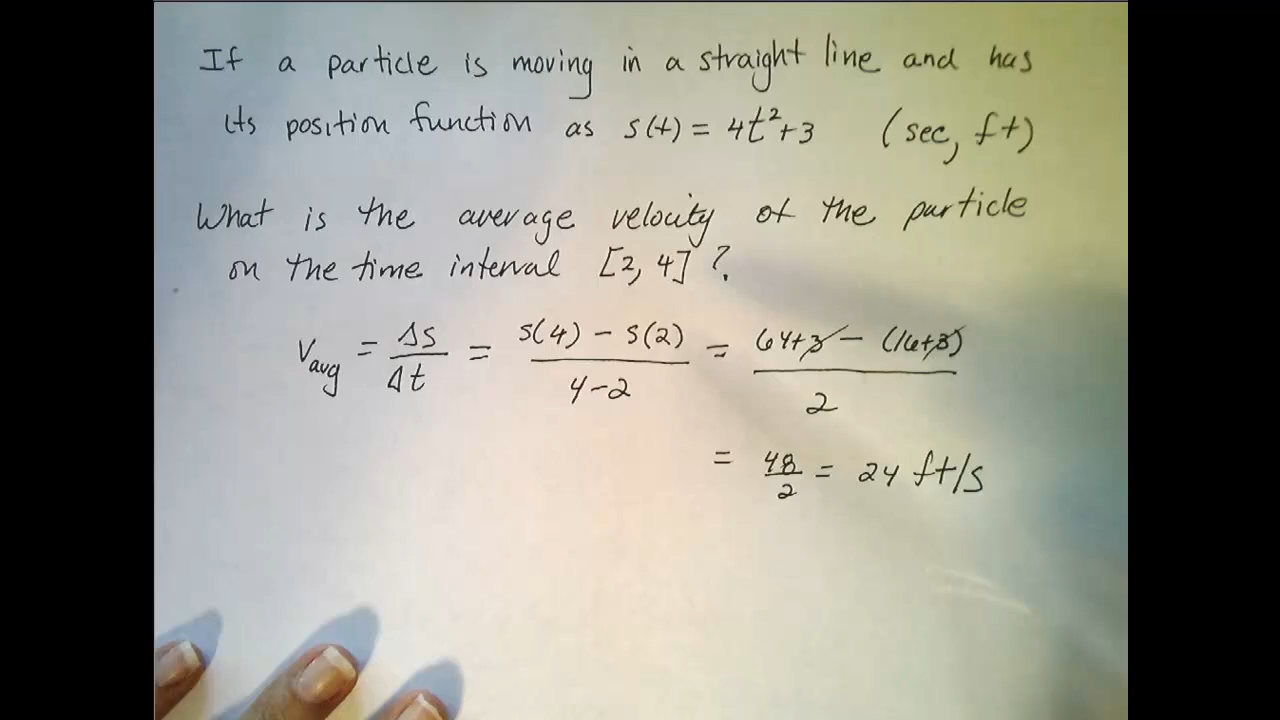 If a particle is moving in a straight line and has
its position function as s(t) = 4t²+3 (sec, ft)
What is the average velocity of the particle
on the time interval [2, 4] ?
V_avg = Δs/Δt = (s(4) - s(2))/(4-2) = (64+3 - (16+3))/2
= 48/2 = 24 ft/s